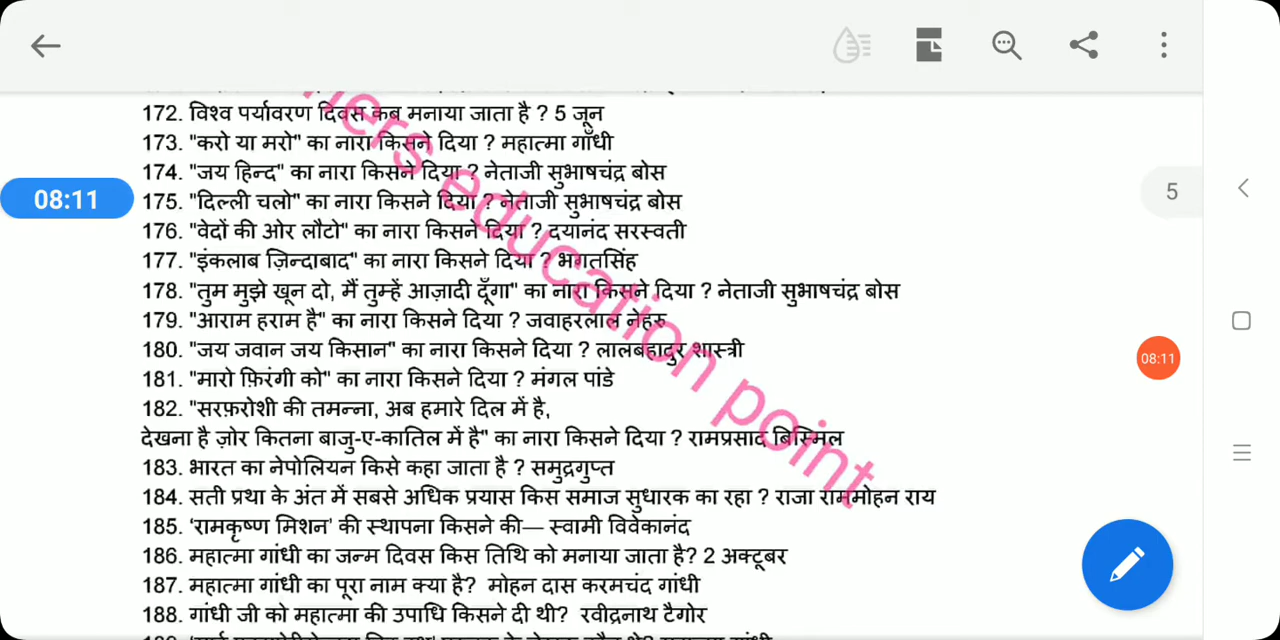 172. विश्व पर्यावरण दिवस कब मनाया जाता है ? 5 जून
173. "करो या मरो" का नारा किसने दिया ? महात्मा गाँधी
174. "जय हिन्द" का नारा किसने दिया ? नेताजी सुभाषचंद्र बोस
08:11
175. "दिल्ली चलो" का नारा किसने दिया ? नेताजी सुभाषचंद्र बोस
5
176. "वेदों की ओर लौटो" का नारा किसने दिया ? दयानंद सरस्वती
177. "इंकलाब ज़िन्दाबाद" का नारा किसने दिया ? भगतसिंह
178. "तुम मुझे खून दो, मैं तुम्हें आज़ादी दूँगा" का नारा किसने दिया ? नेताजी सुभाषचंद्र बोस
179. "आराम हराम है" का नारा किसने दिया ? जवाहरलाल नेहरु
180. "जय जवान जय किसान" का नारा किसने दिया ? लालबहादुर शास्त्री
08:11
181. "मारो फ़िरंगी को" का नारा किसने दिया ? मंगल पांडे
182. "सरफ़रोशी की तमन्ना, अब हमारे दिल में है,
देखना है ज़ोर कितना बाजु-ए-कातिल में है" का नारा किसने दिया ? रामप्रसाद बिस्मिल
183. भारत का नेपोलियन किसे कहा जाता है ? समुद्रगुप्त
184. सती प्रथा के अंत में सबसे अधिक प्रयास किस समाज सुधारक का रहा ? राजा राममोहन राय
185. ‘रामकृष्ण मिशन’ की स्थापना किसने की— स्वामी विवेकानंद
186. महात्मा गांधी का जन्म दिवस किस तिथि को मनाया जाता है? 2 अक्टूबर
187. महात्मा गांधी का पूरा नाम क्या है? मोहन दास करमचंद गांधी
188. गांधी जी को महात्मा की उपाधि किसने दी थी? रवीद्रनाथ टैगोर
education point